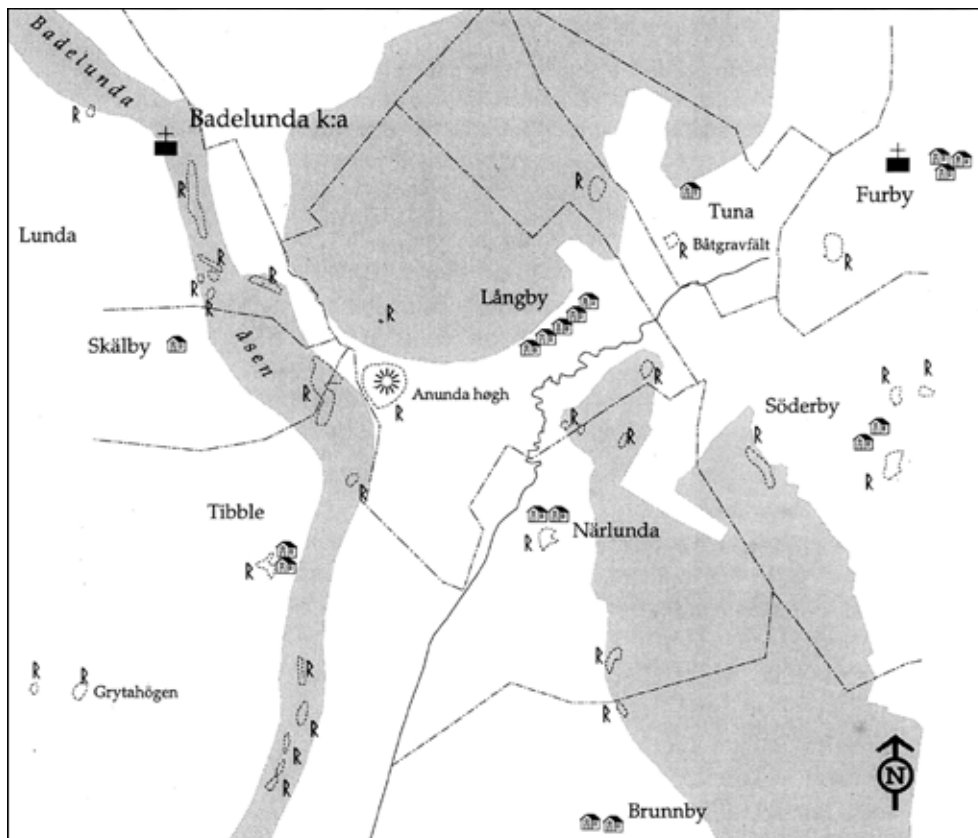 Badelunda
R
Badelunda k:a
R
Furby
R
Tuna
Lunda
Båtgravfält
R
R
R
R
R
R
Långby
R
åsen
Skälby
R
Anunda høgh
R
R
R
R
Söderby
R
R
R
R
R
R
Tibble
Närlunda
R
R
R
R
R
R
Grytahögen
R
R
R
N
R
Brunnby